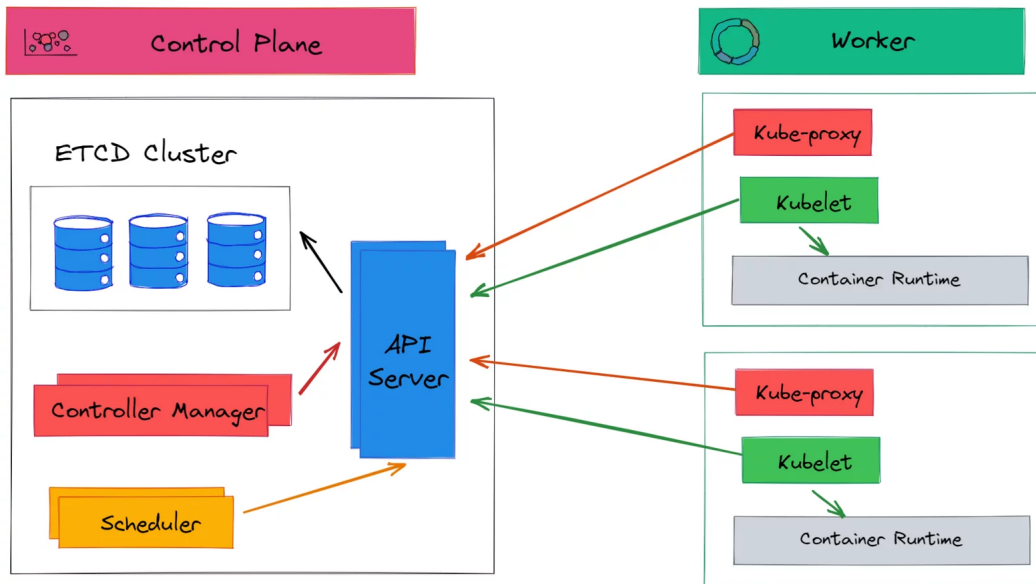 Control Plane
Worker
ETCD Cluster
API
Server
Controller Manager
Scheduler
Kube-proxy
Kubelet
Container Runtime
Kube-proxy
Kubelet
Container Runtime